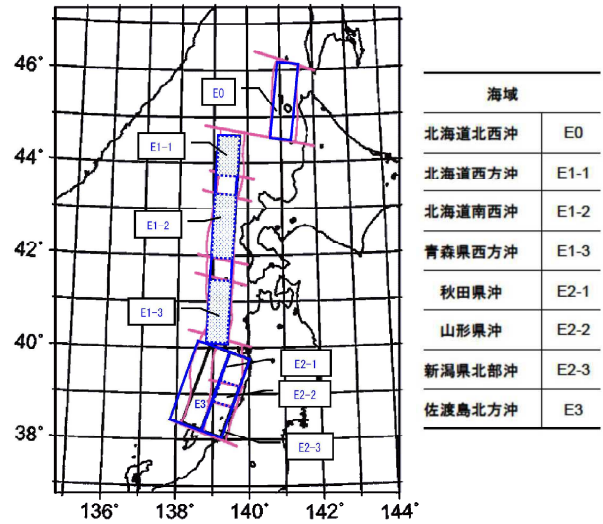 46°
44°
42°
40°
38°
136°
138°
140°
142°
144°
E0
E1-1
E1-2
E1-3
E2-1
E2-2
E2-3
E3
海域
北海道北西沖 E0
北海道西方沖 E1-1
北海道南西沖 E1-2
青森県西方沖 E1-3
秋田県沖 E2-1
山形県沖 E2-2
新潟県北部沖 E2-3
佐渡島北方沖 E3